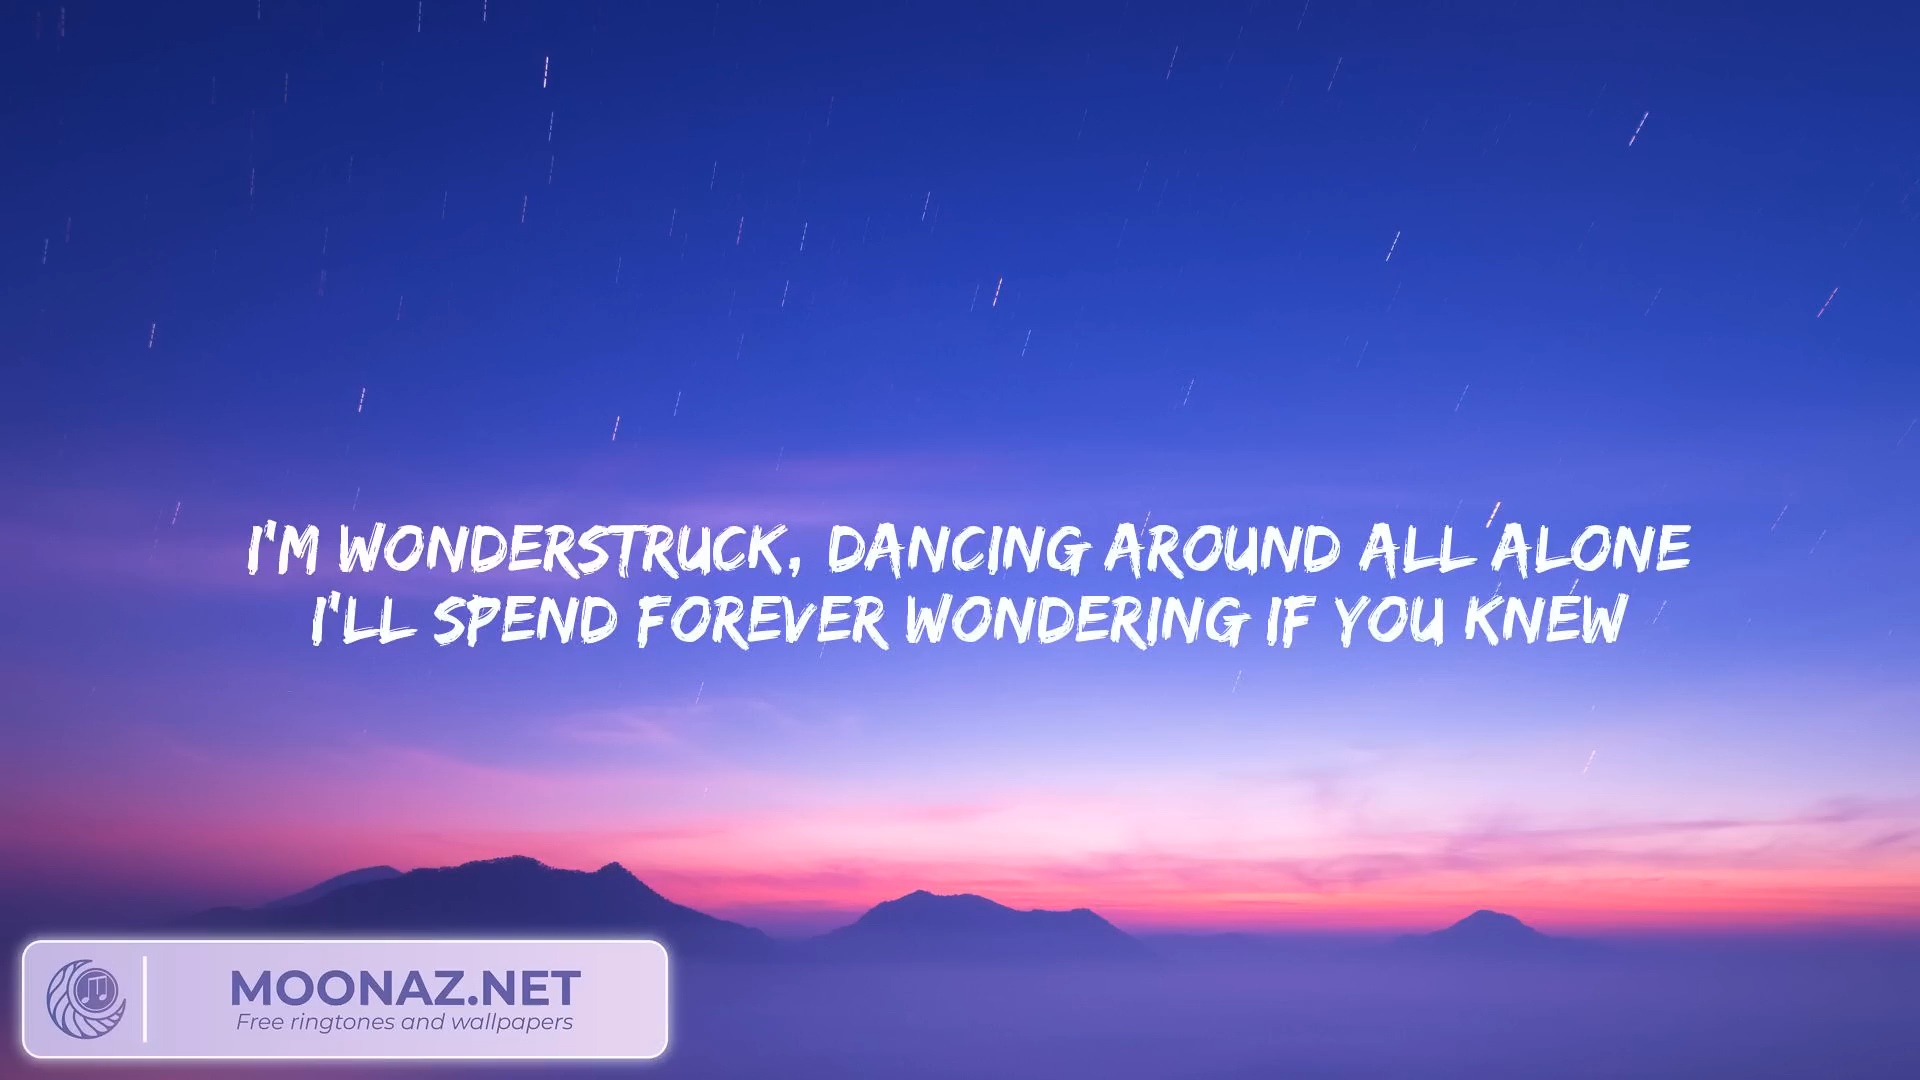 I'M WONDERSTRUCK, DANCING AROUND ALL ALONE
I'LL SPEND FOREVER WONDERING IF YOU KNEW
MOONAZ.NET
Free ringtones and wallpapers